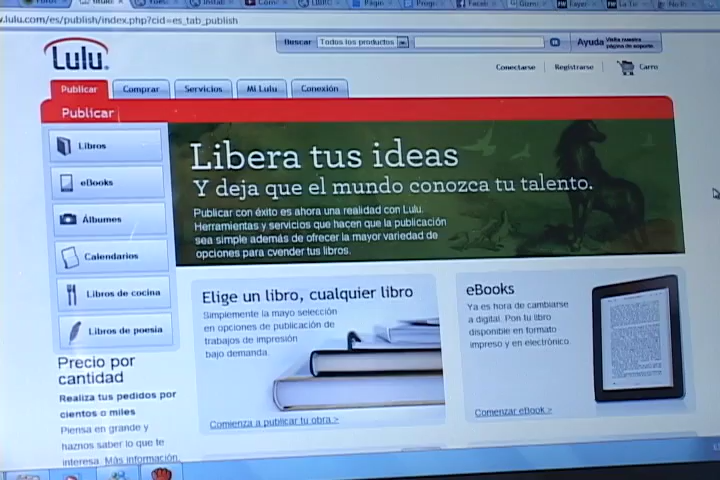 .lulu.com/es/publish/index.php?cid=es_tab_publish
Lulu
Buscar Todos los productos
Ayuda Visita nuestra
página de soporte.
Conectarse Registrarse Carro
Publicar Comprar Servicios Mi Lulu Conexión
Publicar
Libros
eBooks
Álbumes
Calendarios
Libros de cocina
Libros de poesía
Precio por
cantidad
Realiza tus pedidos por
cientos o miles
Piensa en grande y
haznos saber lo que te
interesa. Más información.
Libera tus ideas
Y deja que el mundo conozca tu talento.
Publicar con éxito es ahora una realidad con Lulu.
Herramientas y servicios que hacen que la publicación
sea simple además de ofrecer la mayor variedad de
opciones para cvender tus libros.
Elige un libro, cualquier libro
Simplemente la mayo selección
en opciones de publicación de
trabajos de impresión
bajo demanda.
Comienza a publicar tu obra >
eBooks
Ya es hora de cambiarse
a digital. Pon tu libro
disponible en formato
impreso y en electrónico.
Comenzar eBook >